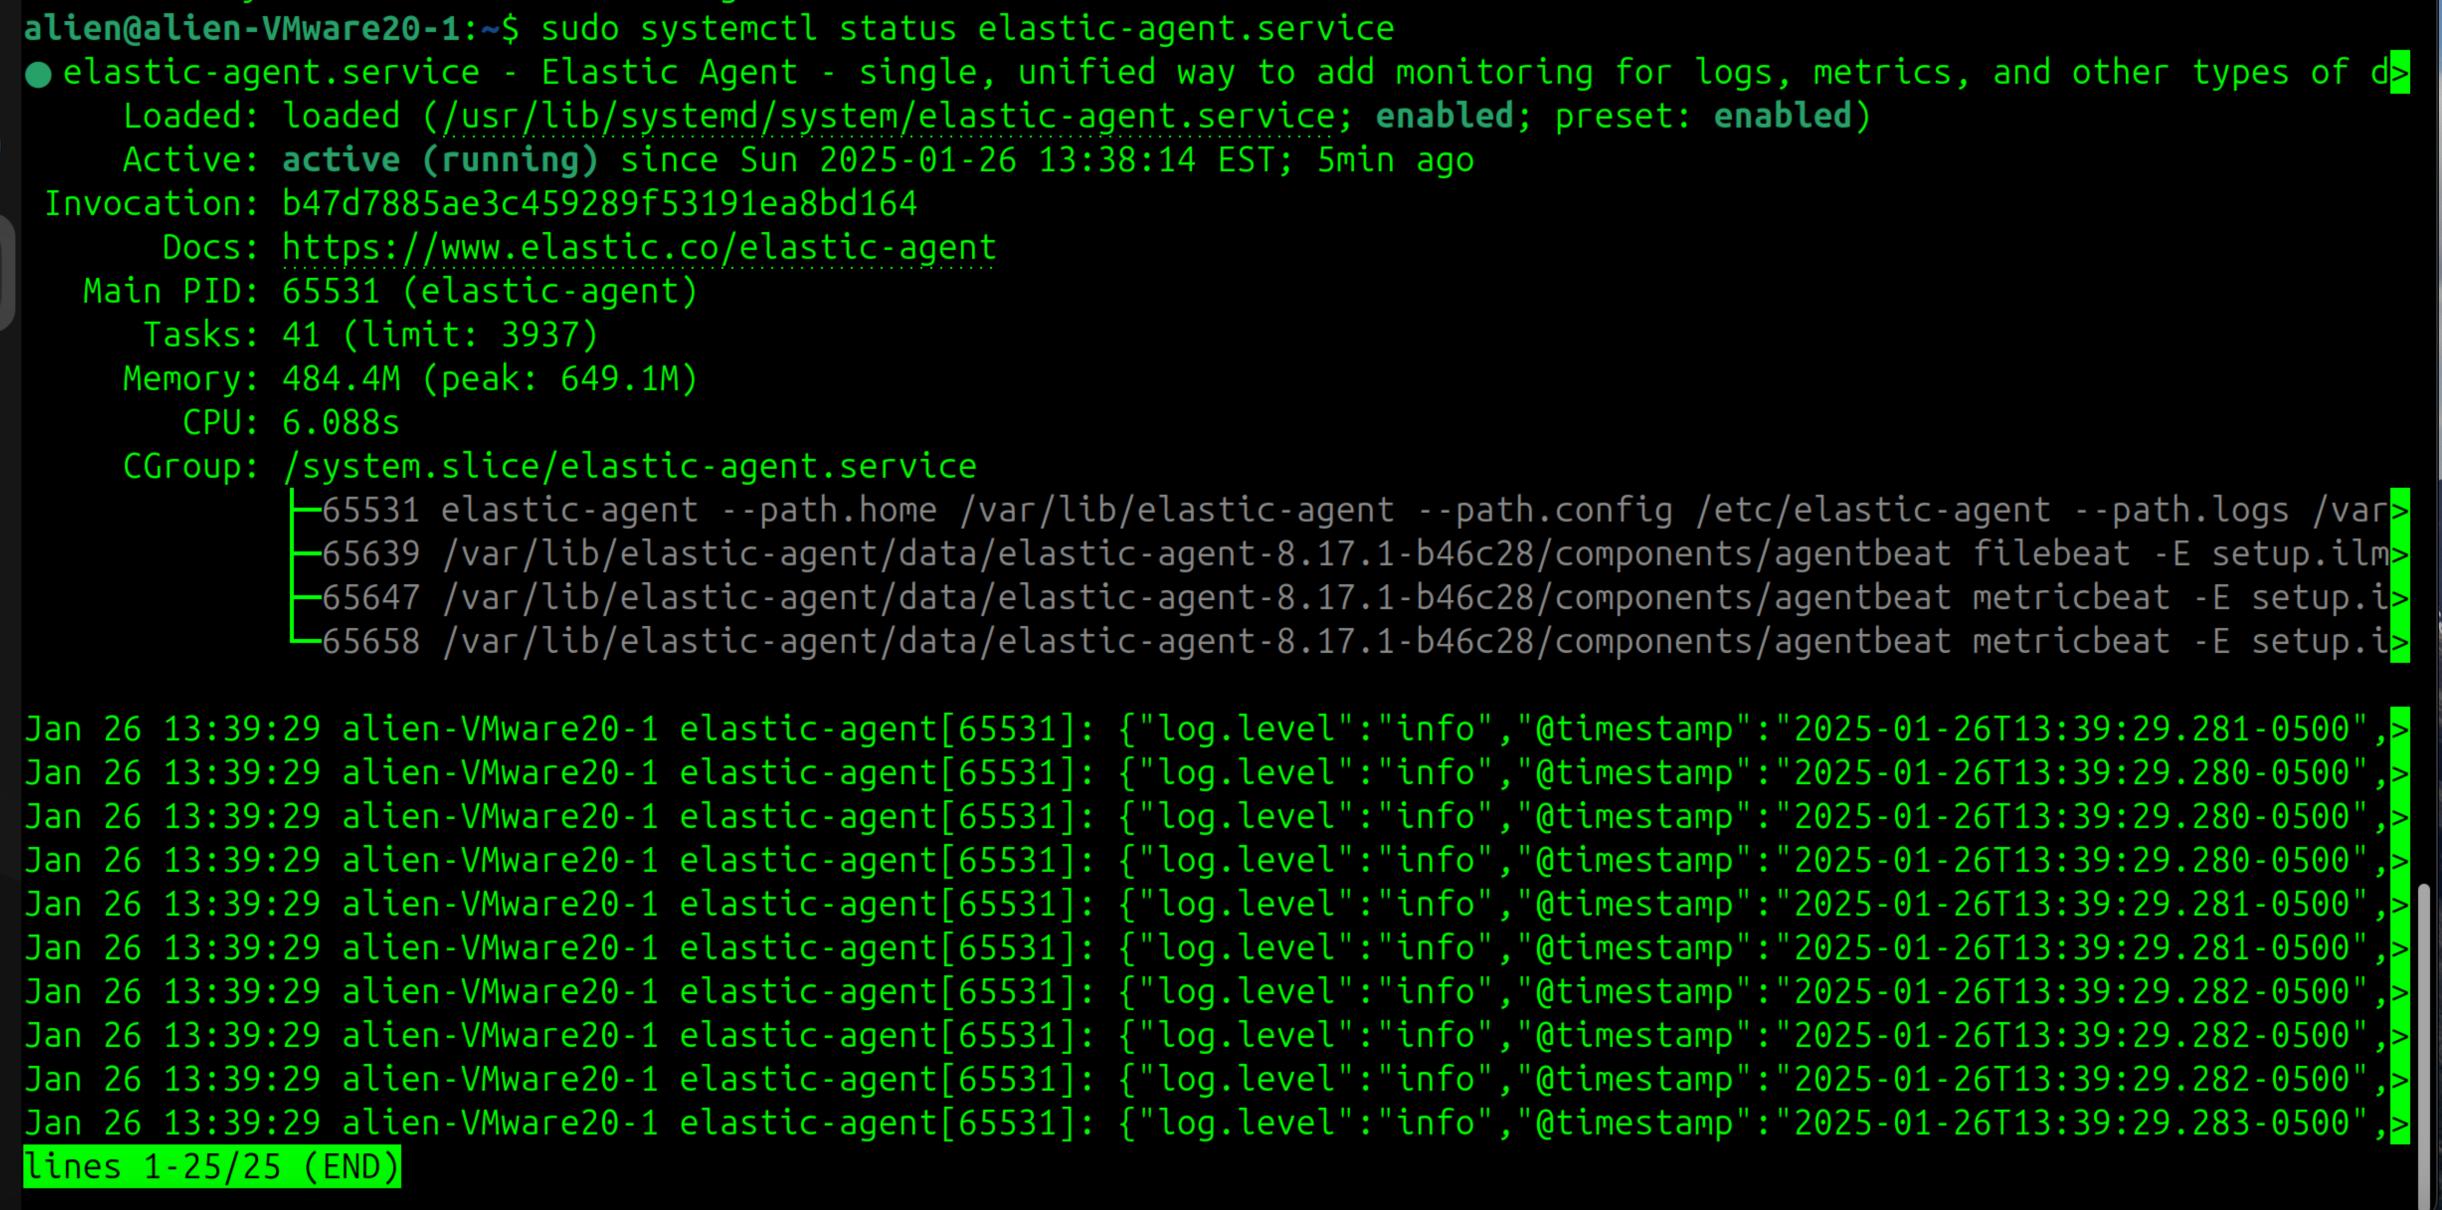 alien@alien-VMware20-1:~$ sudo systemctl status elastic-agent.service
● elastic-agent.service - Elastic Agent - single, unified way to add monitoring for logs, metrics, and other types of d>
Loaded: loaded (/usr/lib/systemd/system/elastic-agent.service; enabled; preset: enabled)
Active: active (running) since Sun 2025-01-26 13:38:14 EST; 5min ago
Invocation: b47d7885ae3c459289f53191ea8bd164
Docs: https://www.elastic.co/elastic-agent
Main PID: 65531 (elastic-agent)
Tasks: 41 (limit: 3937)
Memory: 484.4M (peak: 649.1M)
CPU: 6.088s
CGroup: /system.slice/elastic-agent.service
├─65531 elastic-agent --path.home /var/lib/elastic-agent --path.config /etc/elastic-agent --path.logs /var>
├─65639 /var/lib/elastic-agent/data/elastic-agent-8.17.1-b46c28/components/agentbeat filebeat -E setup.ilm>
├─65647 /var/lib/elastic-agent/data/elastic-agent-8.17.1-b46c28/components/agentbeat metricbeat -E setup.i>
└─65658 /var/lib/elastic-agent/data/elastic-agent-8.17.1-b46c28/components/agentbeat metricbeat -E setup.i>
Jan 26 13:39:29 alien-VMware20-1 elastic-agent[65531]: {"log.level":"info","@timestamp":"2025-01-26T13:39:29.281-0500",>
Jan 26 13:39:29 alien-VMware20-1 elastic-agent[65531]: {"log.level":"info","@timestamp":"2025-01-26T13:39:29.280-0500",>
Jan 26 13:39:29 alien-VMware20-1 elastic-agent[65531]: {"log.level":"info","@timestamp":"2025-01-26T13:39:29.280-0500",>
Jan 26 13:39:29 alien-VMware20-1 elastic-agent[65531]: {"log.level":"info","@timestamp":"2025-01-26T13:39:29.280-0500",>
Jan 26 13:39:29 alien-VMware20-1 elastic-agent[65531]: {"log.level":"info","@timestamp":"2025-01-26T13:39:29.281-0500",>
Jan 26 13:39:29 alien-VMware20-1 elastic-agent[65531]: {"log.level":"info","@timestamp":"2025-01-26T13:39:29.281-0500",>
Jan 26 13:39:29 alien-VMware20-1 elastic-agent[65531]: {"log.level":"info","@timestamp":"2025-01-26T13:39:29.282-0500",>
Jan 26 13:39:29 alien-VMware20-1 elastic-agent[65531]: {"log.level":"info","@timestamp":"2025-01-26T13:39:29.282-0500",>
Jan 26 13:39:29 alien-VMware20-1 elastic-agent[65531]: {"log.level":"info","@timestamp":"2025-01-26T13:39:29.282-0500",>
Jan 26 13:39:29 alien-VMware20-1 elastic-agent[65531]: {"log.level":"info","@timestamp":"2025-01-26T13:39:29.283-0500",>
lines 1-25/25 (END)